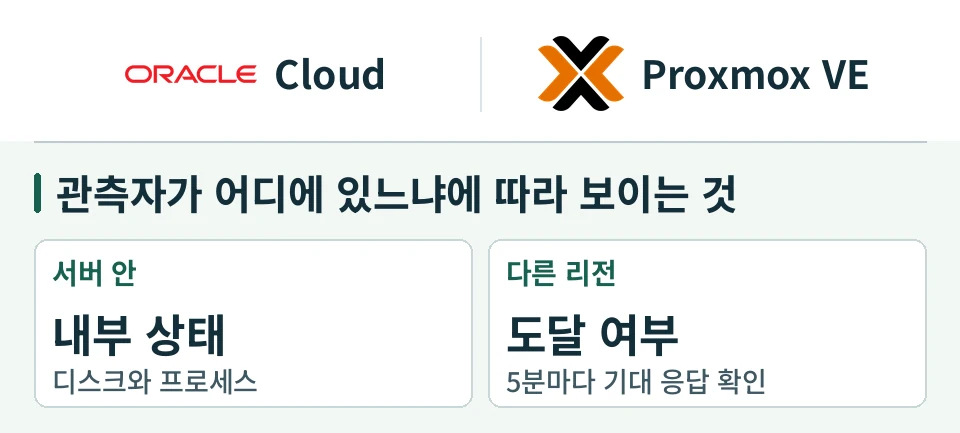 ORACLE Cloud
Proxmox VE
관측자가 어디에 있느냐에 따라 보이는 것
서버 안
내부 상태
디스크와 프로세스
다른 리전
도달 여부
5분마다 기대 응답 확인